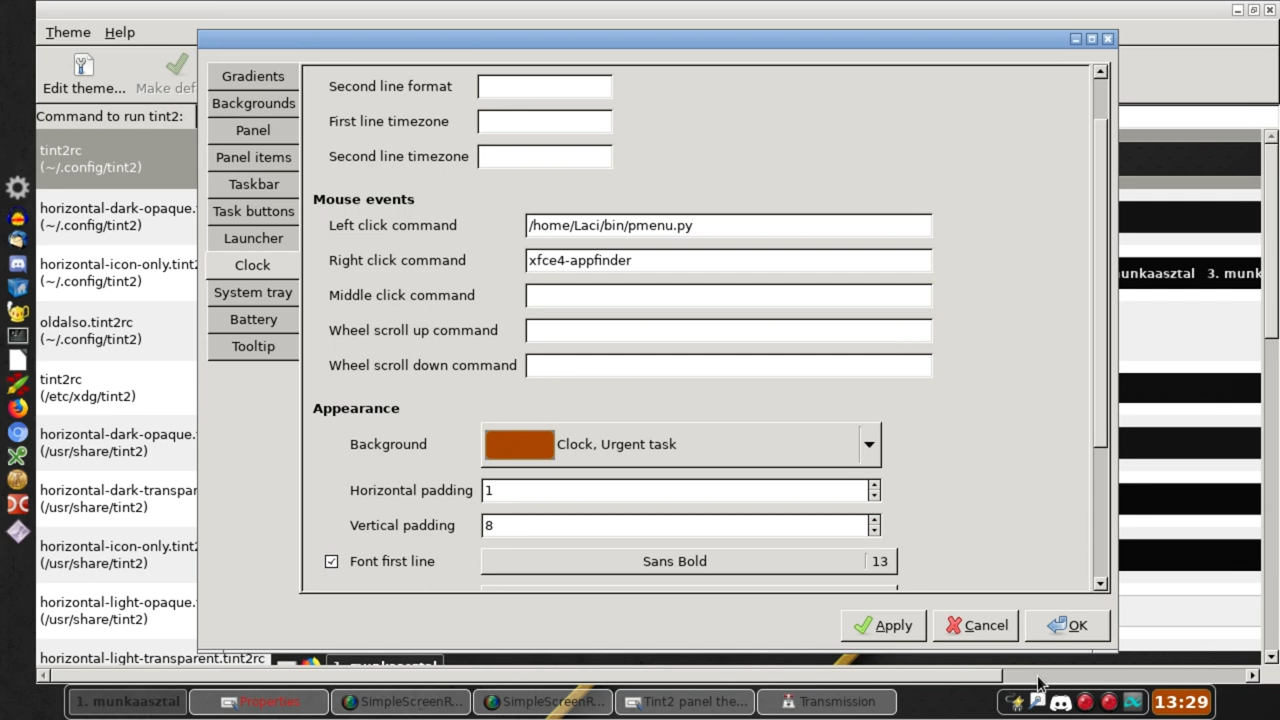 Theme Help
Edit theme... Make def
Command to run tint2:
tint2rc
(~/.config/tint2)
horizontal-dark-opaque.
(~/.config/tint2)
horizontal-icon-only.tint2
(~/.config/tint2)
oldalso.tint2rc
(~/.config/tint2)
tint2rc
(/etc/xdg/tint2)
horizontal-dark-opaque.
(/usr/share/tint2)
horizontal-dark-transpar
(/usr/share/tint2)
horizontal-icon-only.tint2
(/usr/share/tint2)
horizontal-light-opaque.
(/usr/share/tint2)
horizontal-light-transparent.tint2rc
Gradients
Backgrounds
Panel
Panel items
Taskbar
Task buttons
Launcher
Clock
System tray
Battery
Tooltip
Second line format
First line timezone
Second line timezone
Mouse events
Left click command /home/Laci/bin/pmenu.py
Right click command xfce4-appfinder
Middle click command
Wheel scroll up command
Wheel scroll down command
Appearance
Background Clock, Urgent task
Horizontal padding 1
Vertical padding 8
Font first line Sans Bold 13
Apply Cancel OK
unkaasztal 3. munk
1. munkaasztal Properties SimpleScreenR... SimpleScreenR... Tint2 panel the... Transmission 13:29